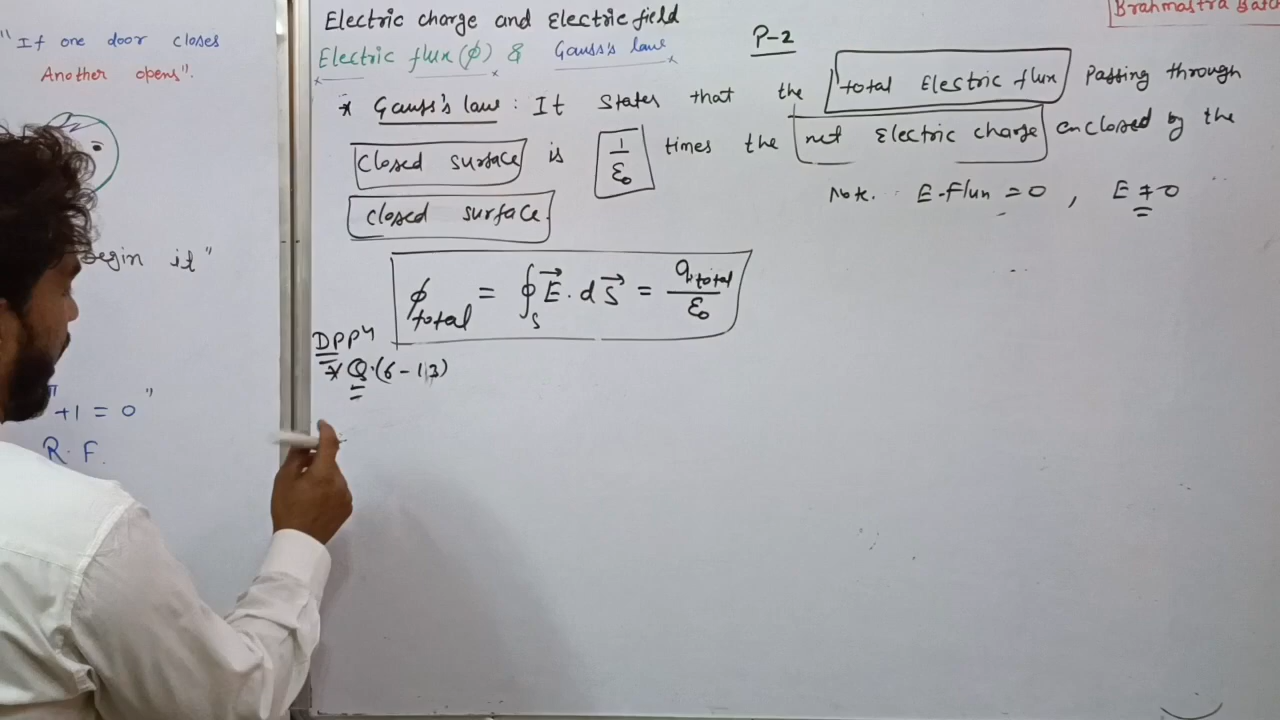 "If one door closes
Another opens".
begin it"
π
+1 = 0"
R. F.
Electric charge and Electric field
Brahmastra Batch
Electric flux (ϕ) & Gauss's law
P-2
* Gauss's law : It states that the total Electric flux passing through
closed surface is 1/ε₀ times the net Electric charge enclosed by the
closed surface.
Note. E-flux = 0 , E ≠ 0
ϕ_total = ∮_S E⃗ . dS⃗ = q_total/ε₀
DPP4
* Q.(6-13)